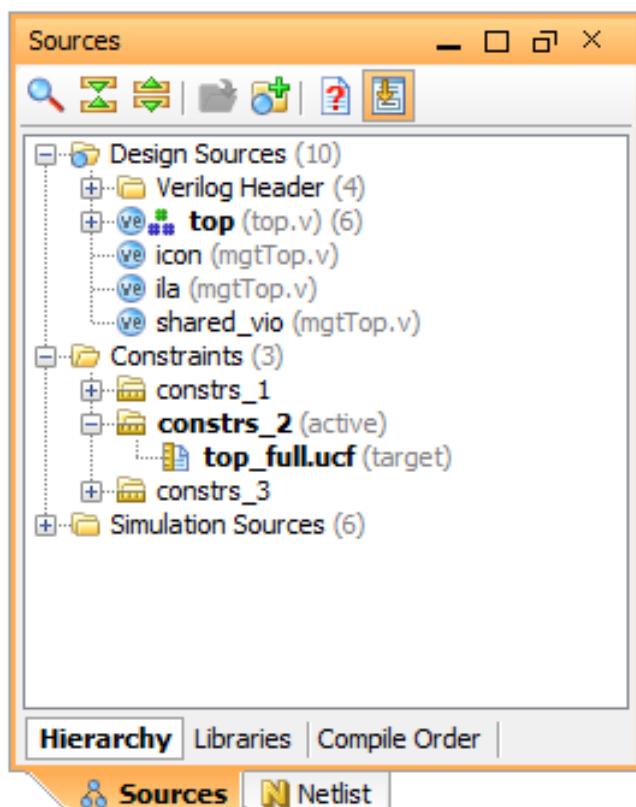 Sources
Design Sources (10)
Verilog Header (4)
top (top.v) (6)
icon (mgtTop.v)
ila (mgtTop.v)
shared_vio (mgtTop.v)
Constraints (3)
constrs_1
constrs_2 (active)
top_full.ucf (target)
constrs_3
Simulation Sources (6)
Hierarchy Libraries Compile Order
Sources Netlist